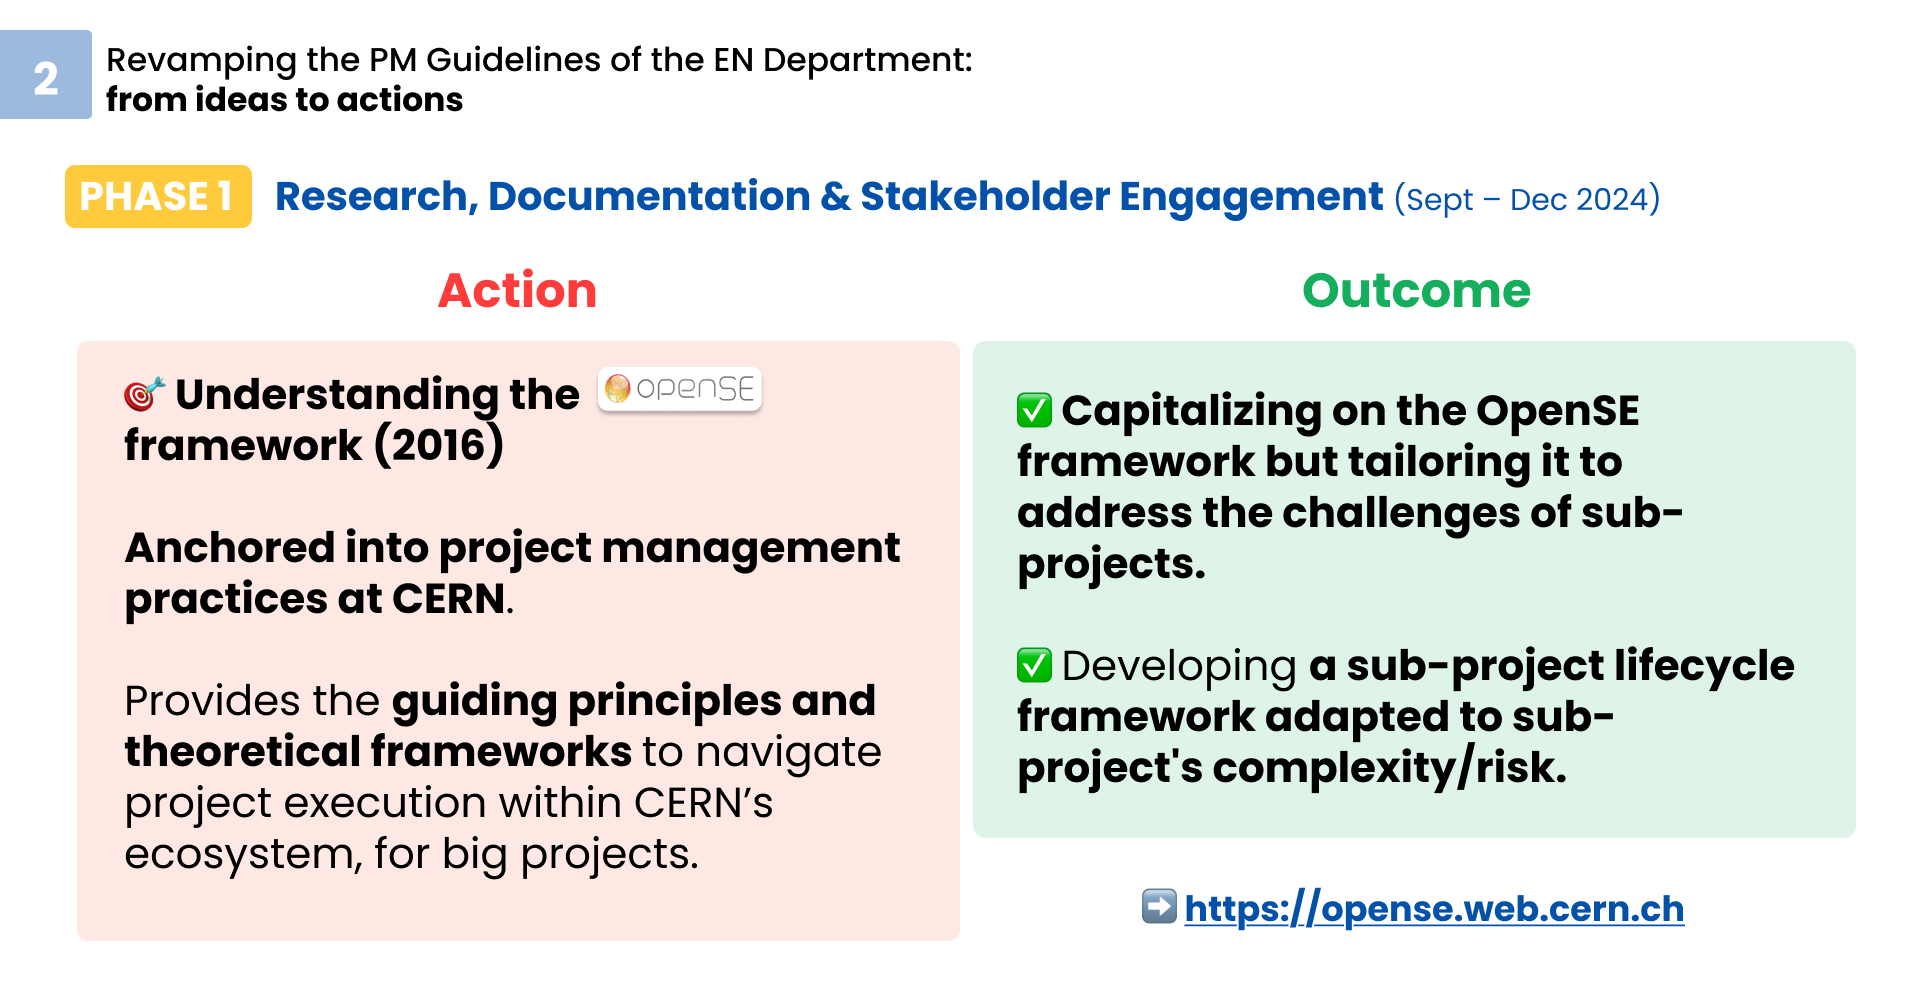 2
Revamping the PM Guidelines of the EN Department:
from ideas to actions
PHASE 1
Research, Documentation & Stakeholder Engagement (Sept – Dec 2024)
Action
🎯 Understanding the openSE
framework (2016)
Anchored into project management
practices at CERN.
Provides the guiding principles and
theoretical frameworks to navigate
project execution within CERN’s
ecosystem, for big projects.
Outcome
✅ Capitalizing on the OpenSE
framework but tailoring it to
address the challenges of sub-
projects.
✅ Developing a sub-project lifecycle
framework adapted to sub-
project's complexity/risk.
➡️ https://opense.web.cern.ch